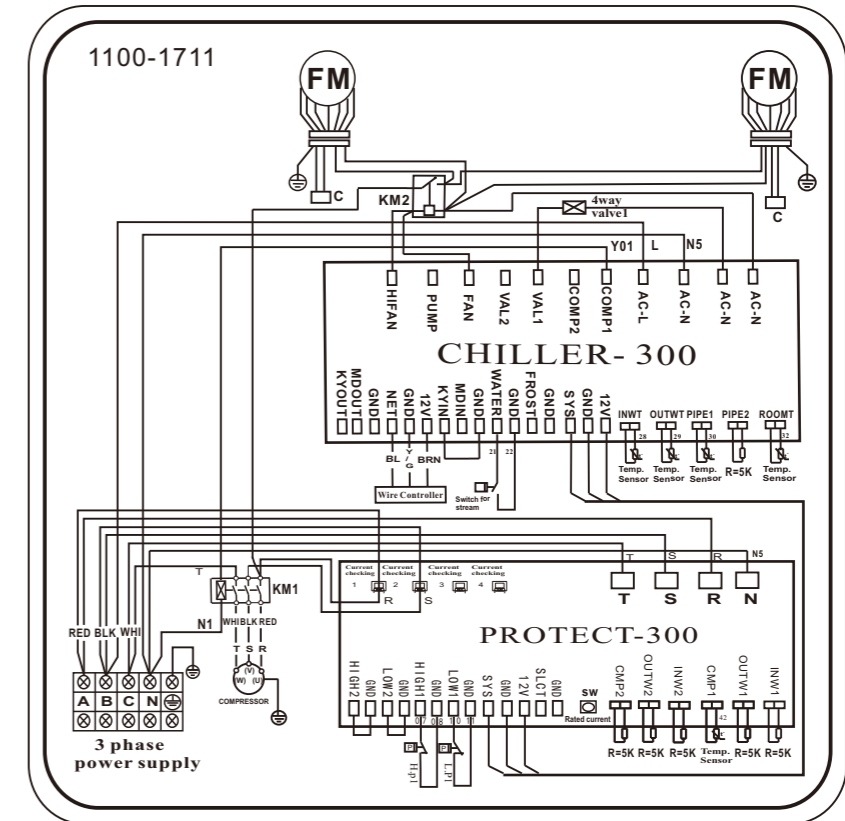 1100-1711
FM FM
C
KM2
4way
valve1
C
Y01 L N5
HIFAN PUMP FAN VAL2 VAL1 COMP2 COMP1 AC-L AC-N AC-N AC-N
CHILLER- 300
KYOUT MDOUT GND NET GND 12V KYIN MDIN GND WATER GND FROST GND SYS GND 12V
INWT OUTWT PIPE1 PIPE2 ROOMT
28 29 30 32
Temp. Sensor Temp. Sensor Temp. Sensor R=5K Temp. Sensor
BL Y/G BRN
21 22
Wire Controller
Switch for
stream
T
KM1
N1
WHI BLK RED
T S R
(V)
(W) (U)
COMPRESSOR
RED BLK WHI
A B C N
3 phase
power supply
Current checking Current checking Current checking Current checking
1 2 3 4
R S
T S R N5
T S R N
PROTECT-300
HIGH2 GND LOW2 GND HIGH1 GND LOW1 GND SYS GND 12V SLCT GND
07 08 10 11
SW
Rated current
CMP2 OUTW2 INW2 CMP1 OUTW1 INW1
42
R=5K R=5K R=5K Temp. Sensor R=5K R=5K
P P
H.p1 L.P1